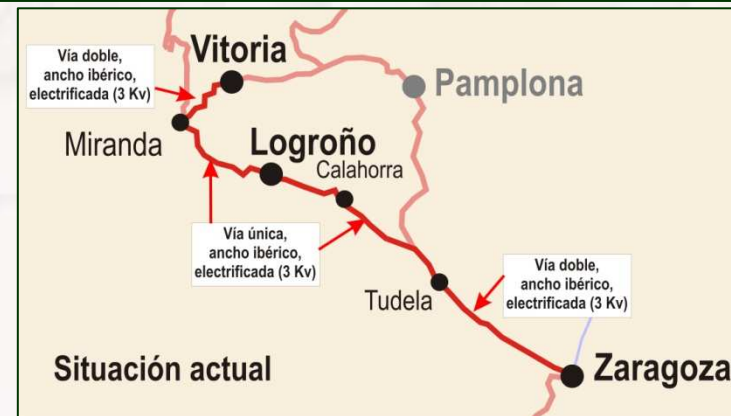 Vía doble,
ancho ibérico,
electrificada (3 Kv)
Vitoria
Pamplona
Miranda
Logroño
Calahorra
Vía única,
ancho ibérico,
electrificada (3 Kv)
Vía doble,
ancho ibérico,
electrificada (3 Kv)
Tudela
Situación actual
Zaragoza